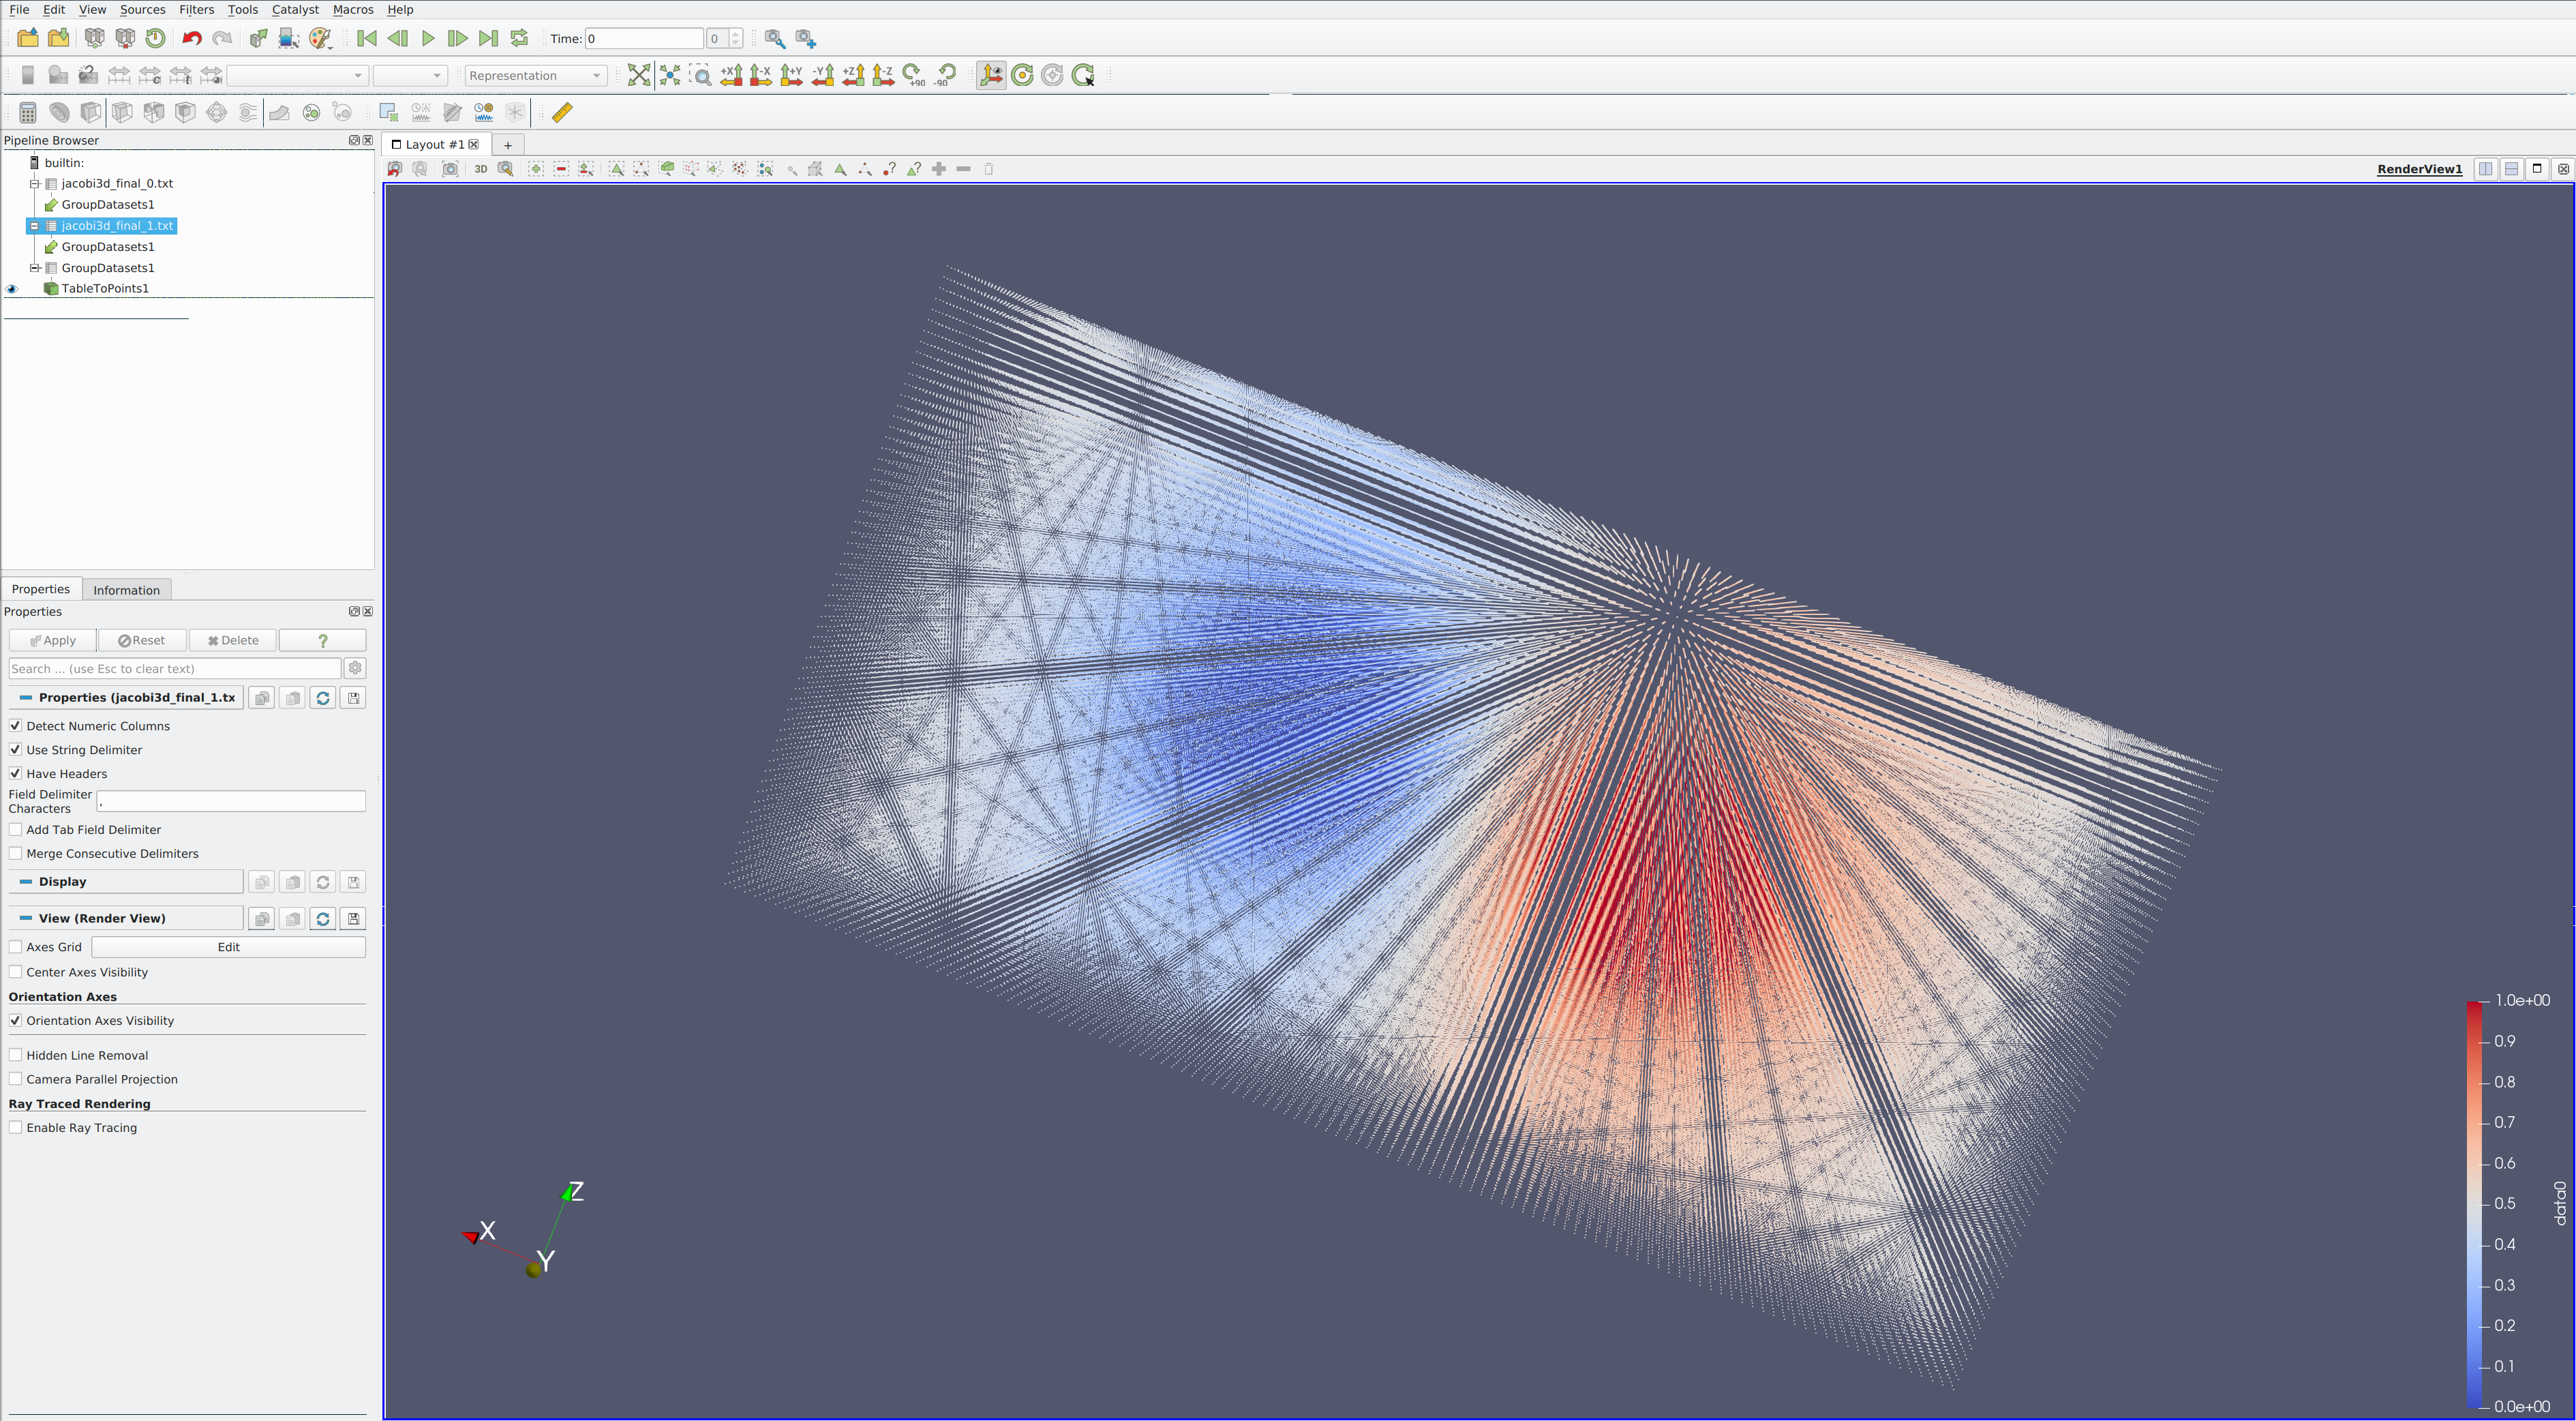 File Edit View Sources Filters Tools Catalyst Macros Help
Time: 0 0
Representation
+X -X +Y -Y +Z -Z +90 -90
Pipeline Browser
Layout #1 +
builtin:
3D ? ? RenderView1
jacobi3d_final_0.txt
GroupDatasets1
jacobi3d_final_1.txt
GroupDatasets1
GroupDatasets1
TableToPoints1
Properties Information
Properties
Apply Reset Delete ?
Search ... (use Esc to clear text)
Properties (jacobi3d_final_1.tx
Detect Numeric Columns
Use String Delimiter
Have Headers
Field Delimiter
Characters ,
Add Tab Field Delimiter
Merge Consecutive Delimiters
Display
View (Render View)
Axes Grid Edit
Center Axes Visibility
Orientation Axes
Orientation Axes Visibility
Hidden Line Removal
Camera Parallel Projection
Ray Traced Rendering
Enable Ray Tracing
Z
X
Y
1.0e+00
0.9
0.8
0.7
0.6
0.5
0.4
0.3
0.2
0.1
0.0e+00
data0